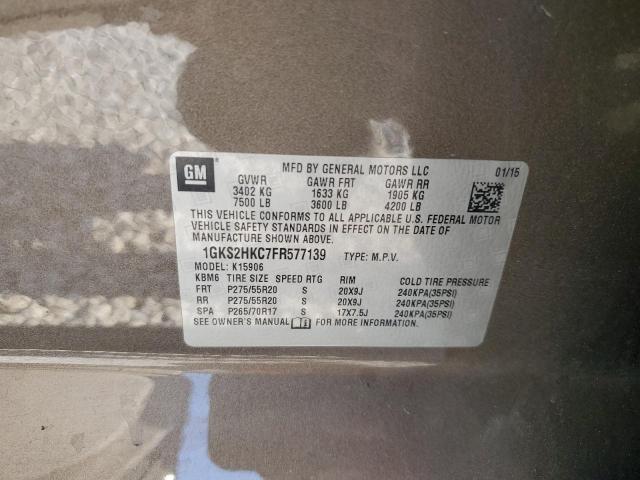 GM MFD BY GENERAL MOTORS LLC 01/15
GVWR GAWR FRT GAWR RR
3402 KG 1633 KG 1905 KG
7500 LB 3600 LB 4200 LB
THIS VEHICLE CONFORMS TO ALL APPLICABLE U.S. FEDERAL MOTOR
VEHICLE SAFETY STANDARDS IN EFFECT ON THE DATE OF
MANUFACTURE SHOWN ABOVE.
1GKS2HKC7FR577139 TYPE: M.P.V.
MODEL: K15906
KBM6 TIRE SIZE SPEED RTG RIM COLD TIRE PRESSURE
FRT P275/55R20 S 20X9J 240KPA(35PSI)
RR P275/55R20 S 20X9J 240KPA(35PSI)
SPA P265/70R17 S 17X7.5J 240KPA(35PSI)
SEE OWNER'S MANUAL FOR MORE INFORMATION.